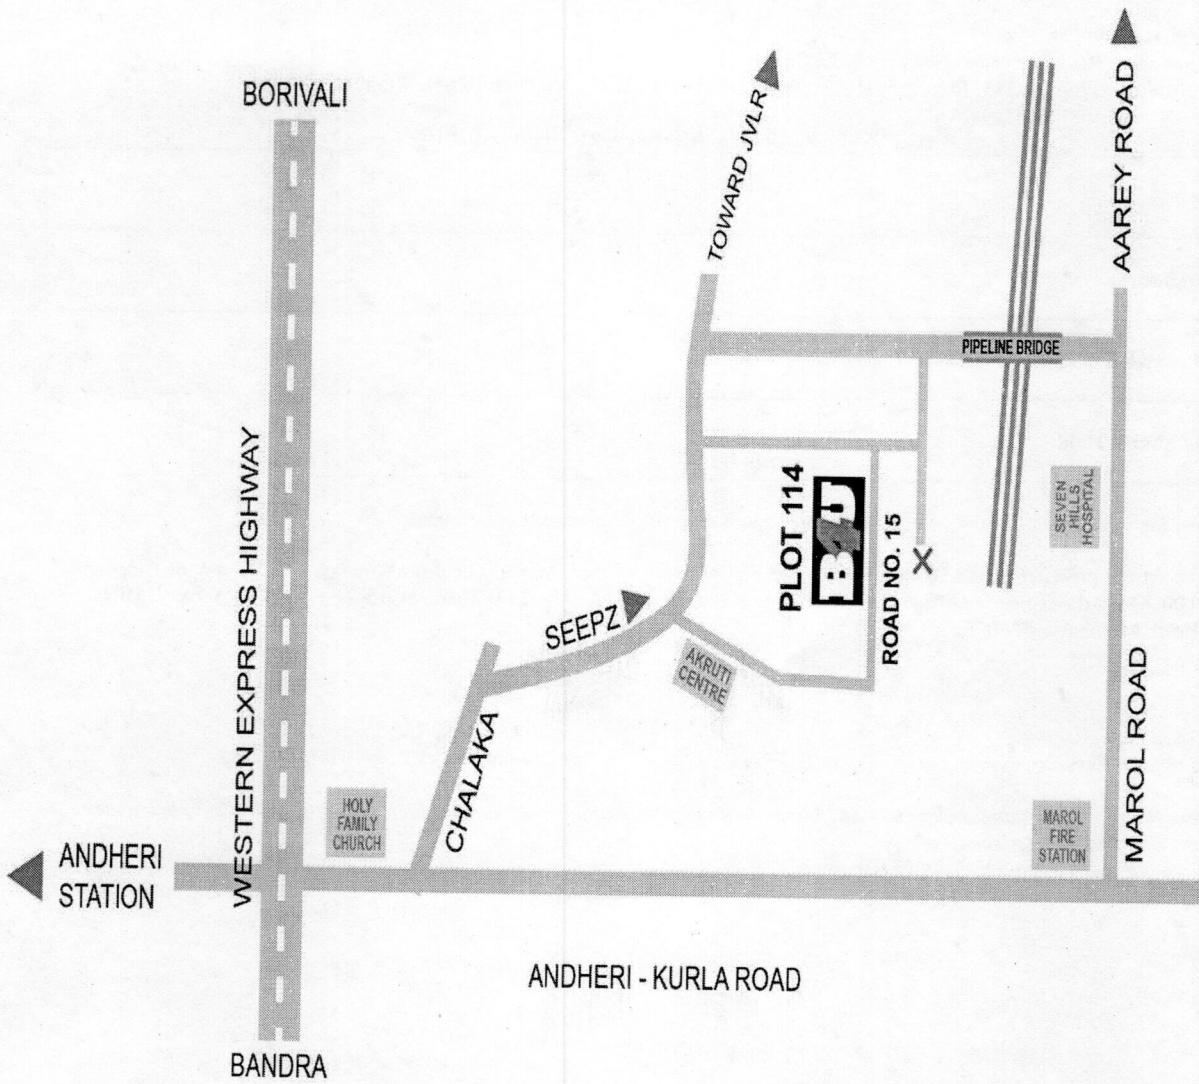 BORIVALI
WESTERN EXPRESS HIGHWAY
BANDRA
ANDHERI
STATION
HOLY
FAMILY
CHURCH
CHALAKA
SEEPZ
TOWARD JVLR
AKRUTI
CENTRE
PLOT 114
B4U
ROAD NO. 15
X
PIPELINE BRIDGE
AAREY ROAD
SEVEN
HILLS
HOSPITAL
MAROL ROAD
MAROL
FIRE
STATION
ANDHERI - KURLA ROAD